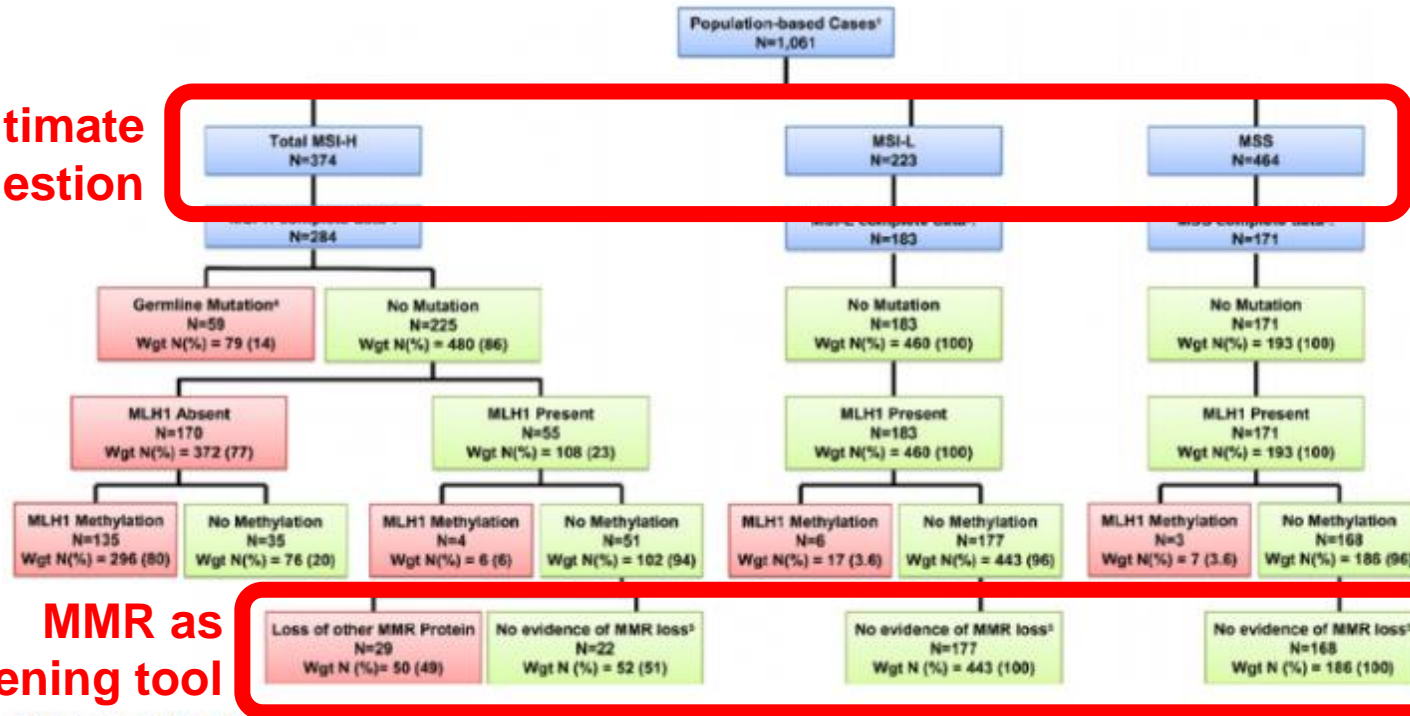 Population-based Cases¹
N=1,061
timate
estion
Total MSI-H
N=374
MSI-L
N=223
MSS
N=464
N=284
N=183
N=171
Germline Mutation⁴
N=59
Wgt N(%) = 79 (14)
No Mutation
N=225
Wgt N(%) = 480 (86)
No Mutation
N=183
Wgt N(%) = 460 (100)
No Mutation
N=171
Wgt N(%) = 193 (100)
MLH1 Absent
N=170
Wgt N(%) = 372 (77)
MLH1 Present
N=55
Wgt N(%) = 108 (23)
MLH1 Present
N=183
Wgt N(%) = 460 (100)
MLH1 Present
N=171
Wgt N(%) = 193 (100)
MLH1 Methylation
N=135
Wgt N(%) = 296 (80)
No Methylation
N=35
Wgt N(%) = 76 (20)
MLH1 Methylation
N=4
Wgt N(%) = 6 (6)
No Methylation
N=51
Wgt N(%) = 102 (94)
MLH1 Methylation
N=6
Wgt N(%) = 17 (3.6)
No Methylation
N=177
Wgt N(%) = 443 (96)
MLH1 Methylation
N=3
Wgt N(%) = 7 (3.6)
No Methylation
N=168
Wgt N(%) = 186 (96)
MMR as
ening tool
Loss of other MMR Protein
N=29
Wgt N (%)= 50 (49)
No evidence of MMR loss⁵
N=22
Wgt N (%) = 52 (51)
No evidence of MMR loss⁵
N=177
Wgt N (%) = 443 (100)
No evidence of MMR loss⁵
N=168
Wgt N (%) = 186 (100)